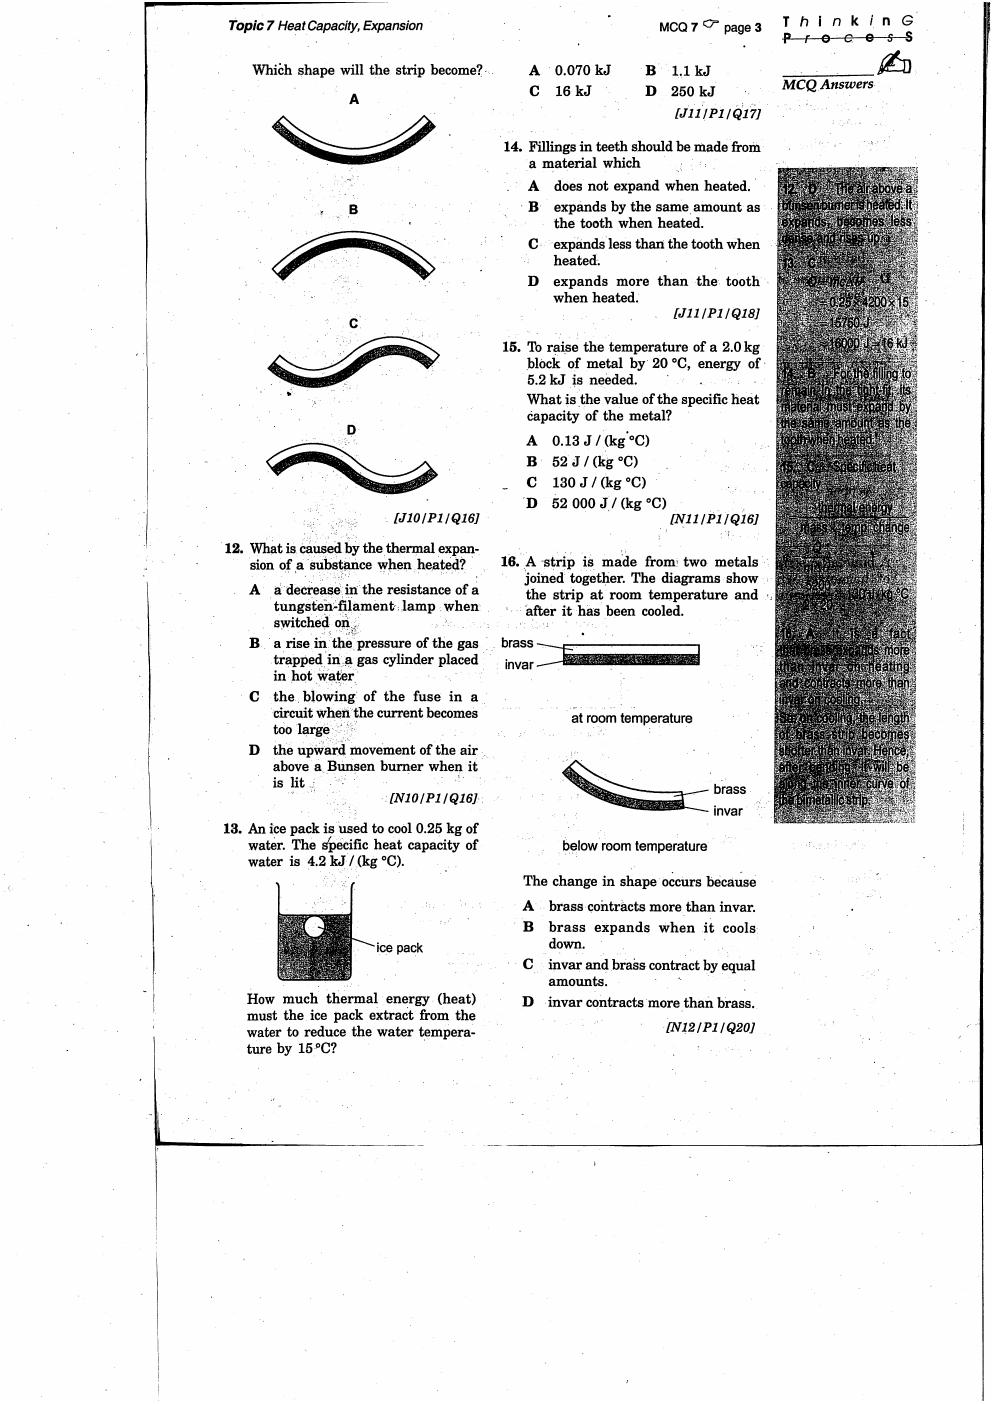 Topic 7 Heat Capacity, Expansion
MCQ 7 ☞ page 3
T h i n k i n G
P r o c e s S
MCQ Answers
Which shape will the strip become?
A
B
C
D
[J10/P1/Q16]
12. What is caused by the thermal expan-
sion of a substance when heated?
A a decrease in the resistance of a
tungsten-filament lamp when
switched on
B a rise in the pressure of the gas
trapped in a gas cylinder placed
in hot water
C the blowing of the fuse in a
circuit when the current becomes
too large
D the upward movement of the air
above a Bunsen burner when it
is lit
[N10/P1/Q16]
13. An ice pack is used to cool 0.25 kg of
water. The specific heat capacity of
water is 4.2 kJ / (kg °C).
ice pack
How much thermal energy (heat)
must the ice pack extract from the
water to reduce the water tempera-
ture by 15 °C?
A 0.070 kJ B 1.1 kJ
C 16 kJ D 250 kJ
[J11/P1/Q17]
14. Fillings in teeth should be made from
a material which
A does not expand when heated.
B expands by the same amount as
the tooth when heated.
C expands less than the tooth when
heated.
D expands more than the tooth
when heated.
[J11/P1/Q18]
15. To raise the temperature of a 2.0 kg
block of metal by 20 °C, energy of
5.2 kJ is needed.
What is the value of the specific heat
capacity of the metal?
A 0.13 J / (kg °C)
B 52 J / (kg °C)
C 130 J / (kg °C)
D 52 000 J / (kg °C)
[N11/P1/Q16]
16. A strip is made from two metals
joined together. The diagrams show
the strip at room temperature and
after it has been cooled.
brass
invar
at room temperature
brass
invar
below room temperature
The change in shape occurs because
A brass contracts more than invar.
B brass expands when it cools
down.
C invar and brass contract by equal
amounts.
D invar contracts more than brass.
[N12/P1/Q20]
12. D The air above a
bunsen burner is heated. It
expands, becomes less
dense and rises up.
13. C
= 0.25 × 4200 × 15
= 15750 J
= 16000 J = 16 kJ
14. B For the filling to
remain in the tight-fit, its
material must expand by
the same amount as the
tooth when heated.
15. C Specific heat
capacity
thermal energy
mass × temp. change
16. A It is a fact
that brass expands more
than invar on heating
and contracts more than
invar on cooling.
So, on cooling, the length
of brass strip becomes
shorter than invar. Hence,
after bending it will be
along the inner curve of
the bimetallic strip.